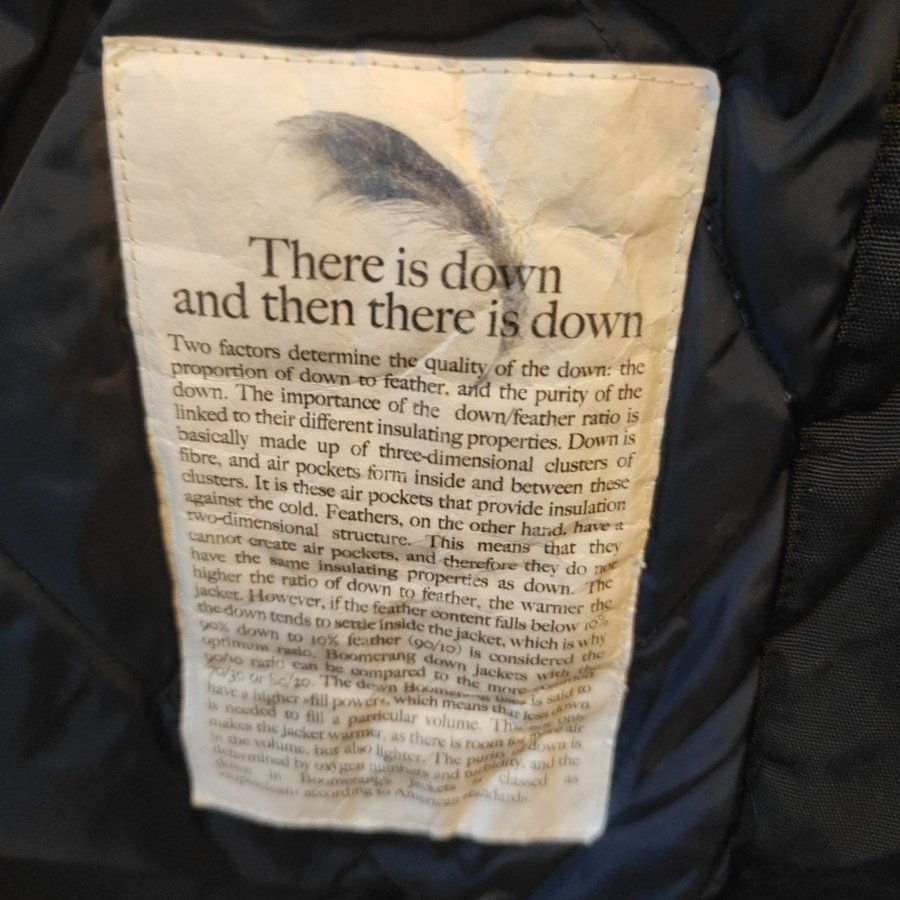 There is down
and then there is down
Two factors determine the quality of the down: the
proportion of down to feather, and the purity of the
down. The importance of the down/feather ratio is
linked to their different insulating properties. Down is
basically made up of three-dimensional clusters of
fibre, and air pockets form inside and between these
clusters. It is these air pockets that provide insulation
against the cold. Feathers, on the other hand, have a
two-dimensional structure. This means that they
cannot create air pockets, and therefore they do not
have the same insulating properties as down. The
higher the ratio of down to feather, the warmer the
jacket. However, if the feather content falls below 10%
the down tends to settle inside the jacket, which is why
90% down to 10% feather (90/10) is considered the
optimum ratio. Boomerang down jackets with the
90/10 ratio can be compared to the more common
70/30 or 80/20. The down Boomerang uses is said to
have a higher »fill power«, which means that less down
is needed to fill a particular volume. This not only
makes the jacket warmer, as there is room for more air
in the volume, but also lighter. The purity of down is
determined by oxygen numbers and turbidity, and the
down in Boomerang's jackets is classed as
according to American standards.